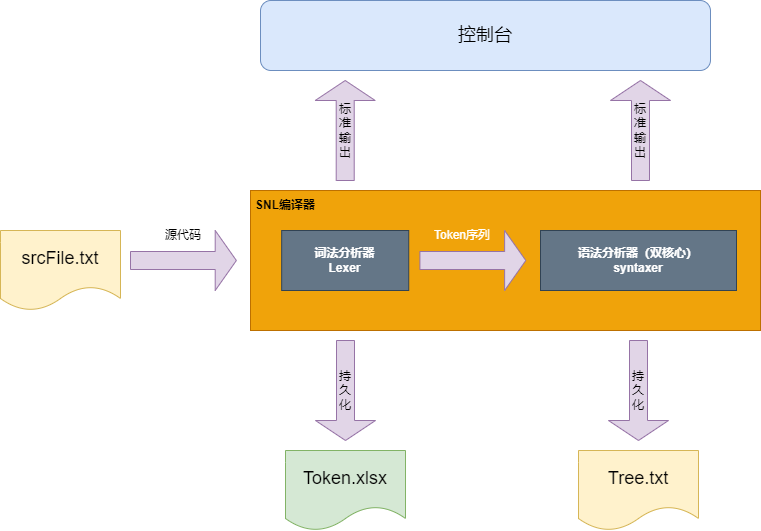 控制台
标准输出
标准输出
SNL编译器
srcFile.txt
源代码
词法分析器
Lexer
Token序列
语法分析器（双核心）
syntaxer
持久化
持久化
Token.xlsx
Tree.txt